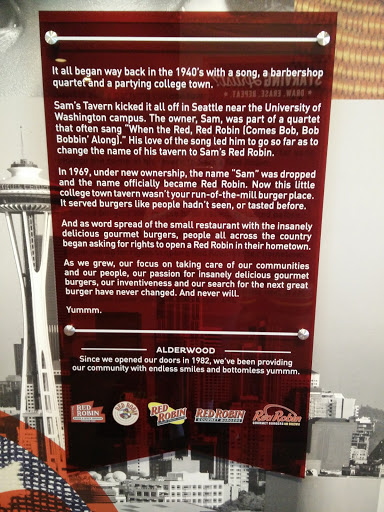 It all began way back in the 1940's with a song, a barbershop
quartet and a partying college town.
Sam's Tavern kicked it all off in Seattle near the University of
Washington campus. The owner, Sam, was part of a quartet
that often sang "When the Red, Red Robin (Comes Bob, Bob
Bobbin' Along)." His love of the song led him to go so far as to
change the name of his tavern to Sam's Red Robin.
In 1969, under new ownership, the name "Sam" was dropped
and the name officially became Red Robin. Now this little
college town tavern wasn't your run-of-the-mill burger place.
It served burgers like people hadn't seen, or tasted before.
And as word spread of the small restaurant with the insanely
delicious gourmet burgers, people all across the country
began asking for rights to open a Red Robin in their hometown.
As we grew, our focus on taking care of our communities
and our people, our passion for insanely delicious gourmet
burgers, our inventiveness and our search for the next great
burger have never changed. And never will.
Yummm.
ALDERWOOD
Since we opened our doors in 1982, we've been providing
our community with endless smiles and bottomless yummm.
RED ROBIN
RED ROBIN
RED ROBIN
GOURMET BURGERS
Red Robin